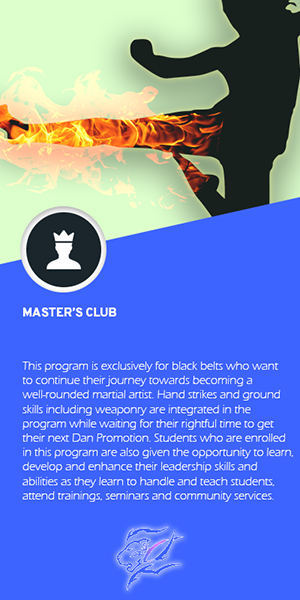 MASTER'S CLUB
This program is exclusively for black belts who want
to continue their journey towards becoming a
well-rounded martial artist. Hand strikes and ground
skills including weaponry are integrated in the
program while waiting for their rightful time to get
their next Dan Promotion. Students who are enrolled
in this program are also given the opportunity to learn,
develop and enhance their leadership skills and
abilities as they learn to handle and teach students,
attend trainings, seminars and community services.